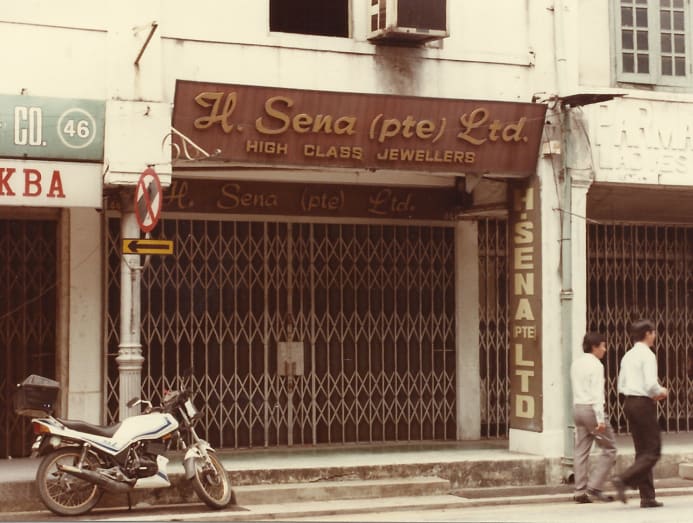 CO. 46
KBA
H. Sena (pte) Ltd.
HIGH CLASS JEWELLERS
H. Sena (pte) Ltd.
H.SENA PTE LTD